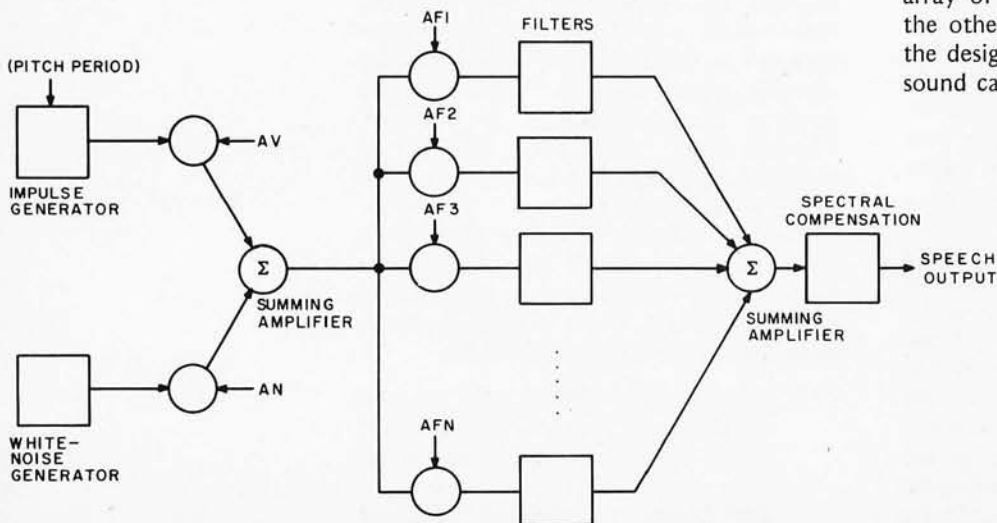 (PITCH PERIOD)
IMPULSE
GENERATOR
AV
Σ
SUMMING
AMPLIFIER
AN
WHITE-
NOISE
GENERATOR
AF1
FILTERS
AF2
AF3
AFN
Σ
SUMMING
AMPLIFIER
SPECTRAL
COMPENSATION
SPEECH
OUTPUT
array of
the othe
the desig
sound ca